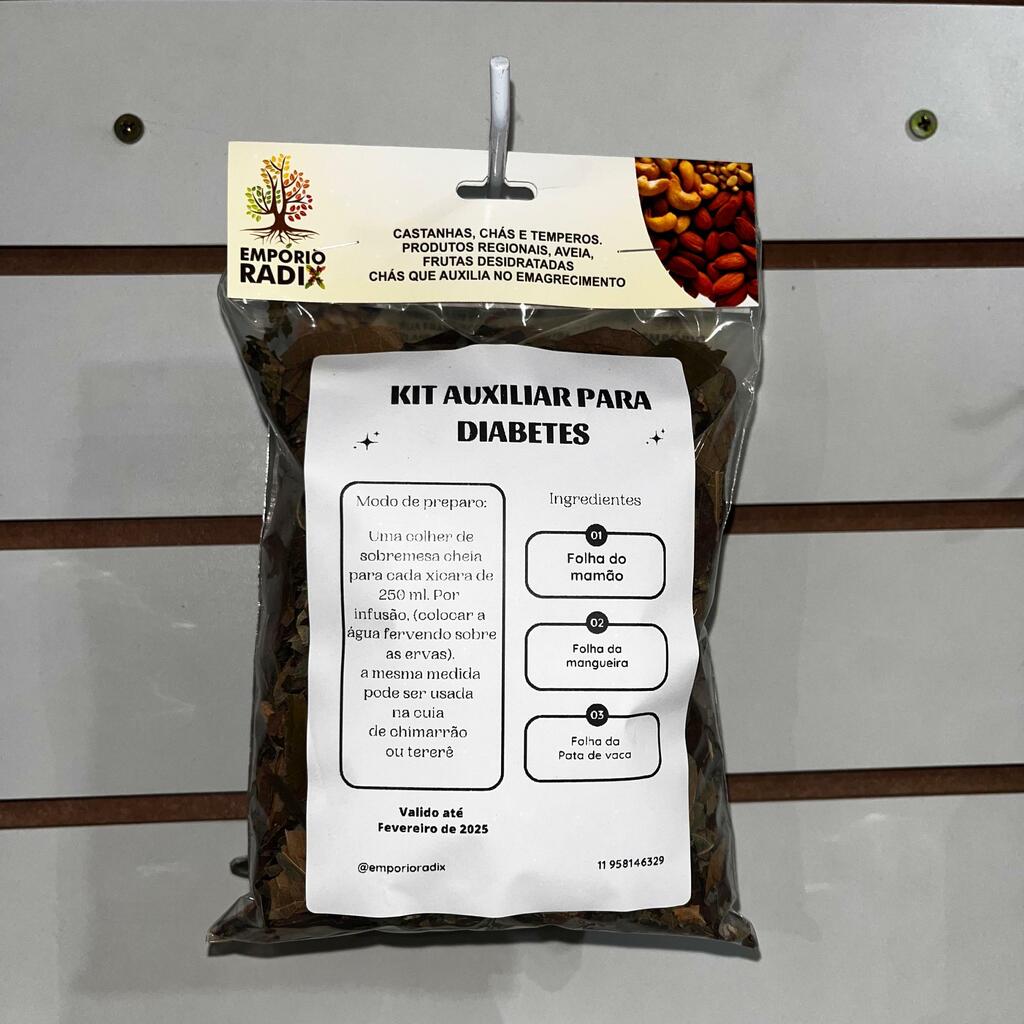 EMPÓRIO
RADIX
CASTANHAS, CHÁS E TEMPEROS.
PRODUTOS REGIONAIS, AVEIA,
FRUTAS DESIDRATADAS
CHÁS QUE AUXILIA NO EMAGRECIMENTO
KIT AUXILIAR PARA
DIABETES
Modo de preparo:
Uma colher de
sobremesa cheia
para cada xicara de
250 ml. Por
infusão, (colocar a
água fervendo sobre
as ervas).
a mesma medida
pode ser usada
na cuia
de chimarrão
ou tererê
Ingredientes
01
Folha do
mamão
02
Folha da
mangueira
03
Folha da
Pata de vaca
Valido até
Fevereiro de 2025
@emporioradix
11 958146329